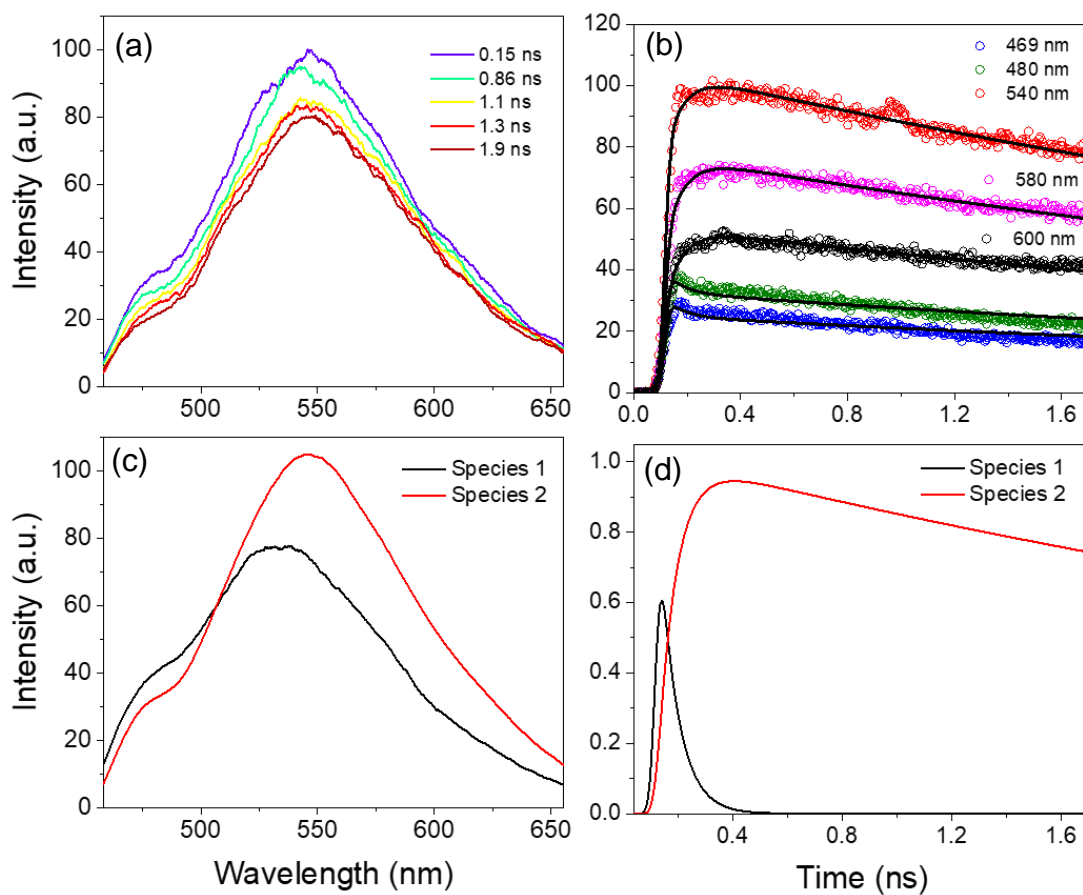 (a)
0.15 ns
0.86 ns
1.1 ns
1.3 ns
1.9 ns
100
80
60
40
20
0
500
550
600
650
Intensity (a.u.)
(b)
469 nm
480 nm
540 nm
580 nm
600 nm
120
100
80
60
40
20
0
0.0
0.4
0.8
1.2
1.6
(c)
Species 1
Species 2
100
80
60
40
20
0
500
550
600
650
Intensity (a.u.)
Wavelength (nm)
(d)
Species 1
Species 2
1.0
0.8
0.6
0.4
0.2
0.0
0.4
0.8
1.2
1.6
Time (ns)